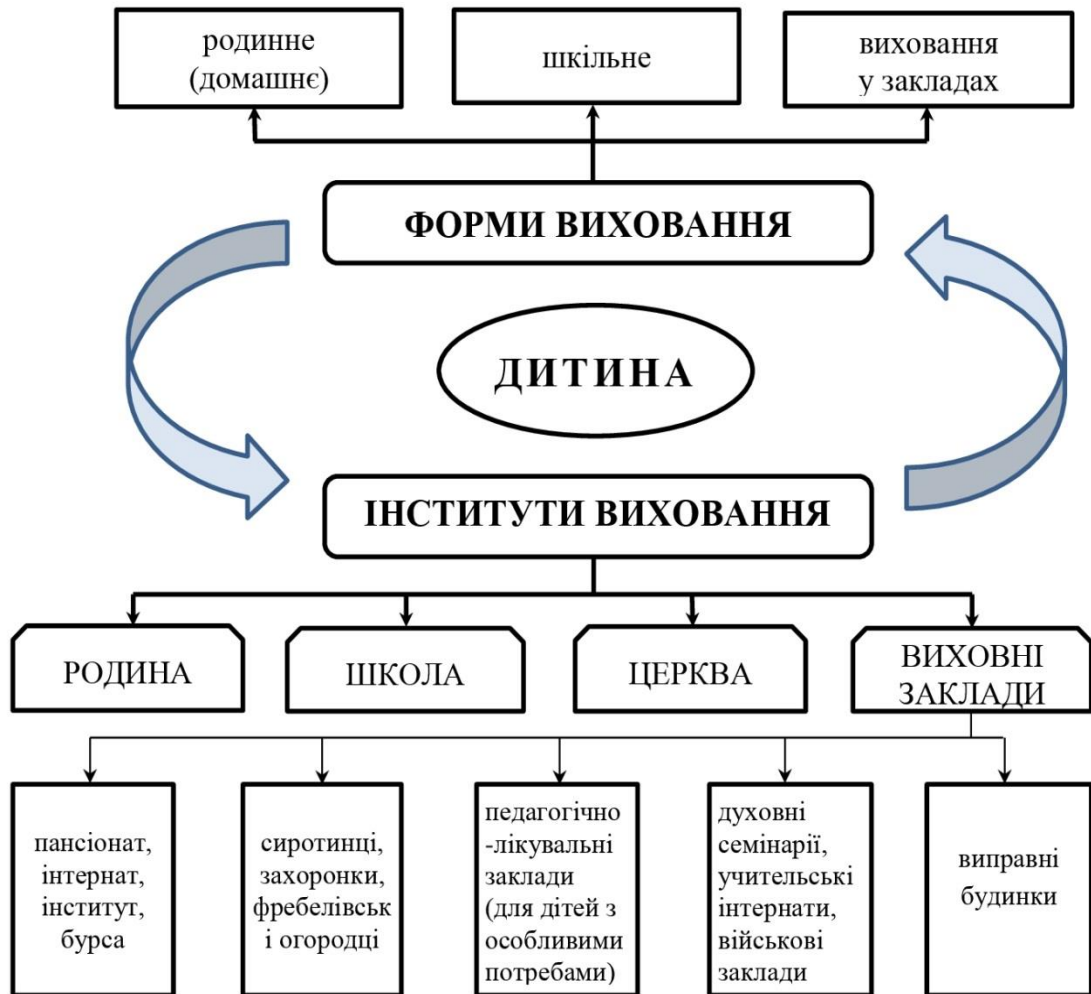 родинне
(домашнє)
шкільне
виховання
у закладах
ФОРМИ ВИХОВАННЯ
ДИТИНА
ІНСТИТУТИ ВИХОВАННЯ
РОДИНА
ШКОЛА
ЦЕРКВА
ВИХОВНІ
ЗАКЛАДИ
пансіонат,
інтернат,
інститут,
бурса
сиротинці,
захоронки,
фребелівськ
і огородці
педагогічно
-лікувальні
заклади
(для дітей з
особливими
потребами)
духовні
семінарії,
учительські
інтернати,
військові
заклади
виправні
будинки